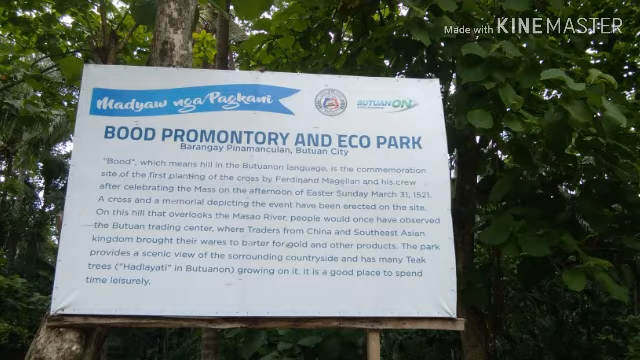 Made with KINEMASTER
Madyaw nga Pagkani
BUTUANON
BOOD PROMONTORY AND ECO PARK
Barangay Pinamanculan, Butuan City
"Bood", which means hill in the Butuanon language, is the commemoration
site of the first planting of the cross by Ferdinand Magellan and his crew
after celebrating the Mass on the afternoon of Easter Sunday March 31, 1521.
A cross and a memorial depicting the event have been erected on the site.
On this hill that overlooks the Masao River, people would once have observed
the Butuan trading center, where Traders from China and Southeast Asian
kingdom brought their wares to barter for gold and other products. The park
provides a scenic view of the sorrounding countryside and has many Teak
trees ("Hadlayati" in Butuanon) growing on it. It is a good place to spend
time leisurely.